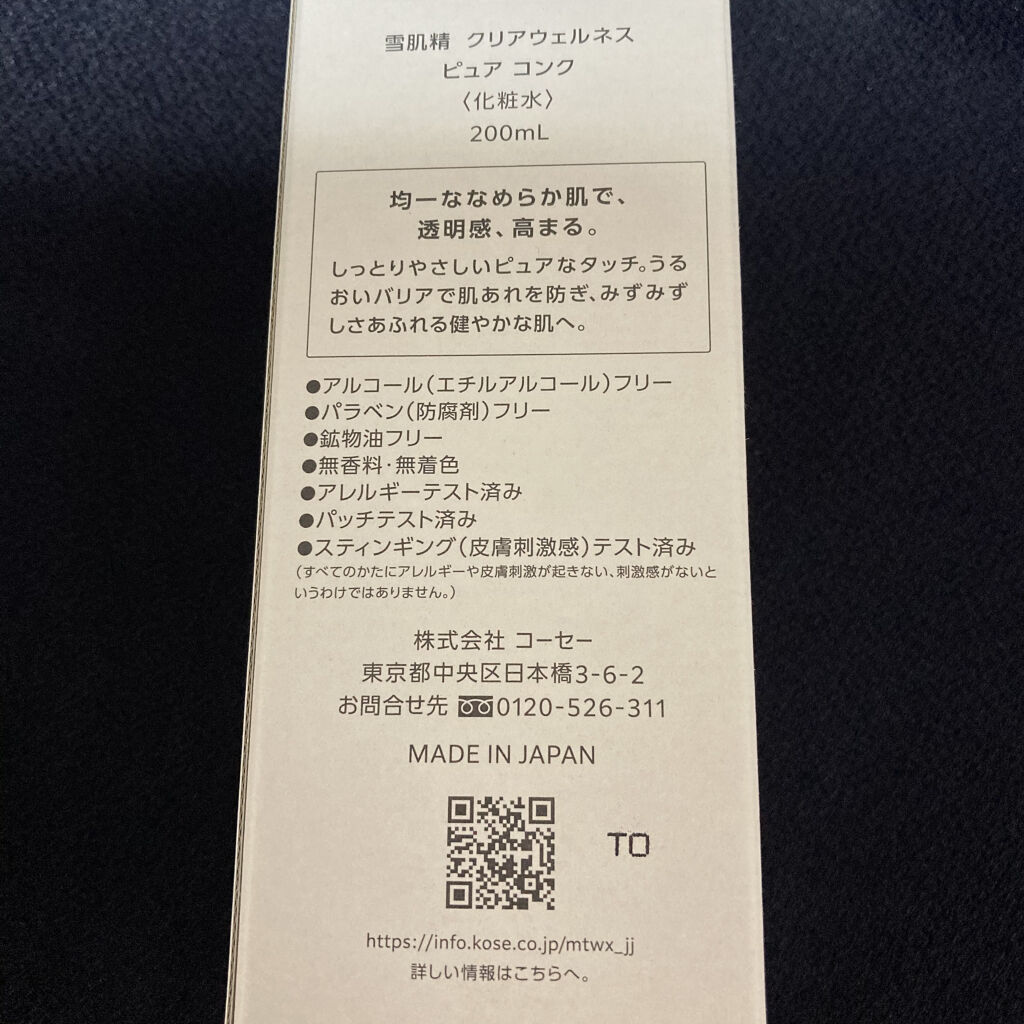 雪肌精 クリアウェルネス
ピュア コンク
〈化粧水〉
200mL
均一ななめらか肌で、
透明感、高まる。
しっとりやさしいピュアなタッチ。うる
おいバリアで肌あれを防ぎ、みずみず
しさあふれる健やかな肌へ。
●アルコール(エチルアルコール)フリー
●パラベン(防腐剤)フリー
●鉱物油フリー
●無香料・無着色
●アレルギーテスト済み
●パッチテスト済み
●スティンギング(皮膚刺激感)テスト済み
(すべてのかたにアレルギーや皮膚刺激が起きない、刺激感がないと
いうわけではありません。)
株式会社 コーセー
東京都中央区日本橋3-6-2
お問合せ先 0120-526-311
MADE IN JAPAN
TO
https://info.kose.co.jp/mtwx_jj
詳しい情報はこちらへ。